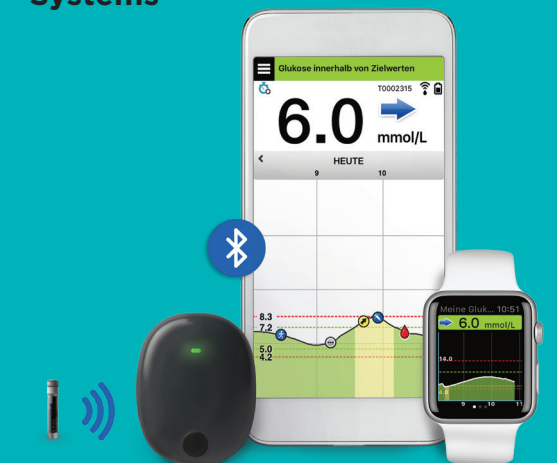 Systems
Glukose innerhalb von Zielwerten
T0002315
6.0
mmol/L
HEUTE
9 10
8.3
7.2
5.0
4.2
Meine Gluk... 10:51
6.0 mmol/L
14.0
9 10 11